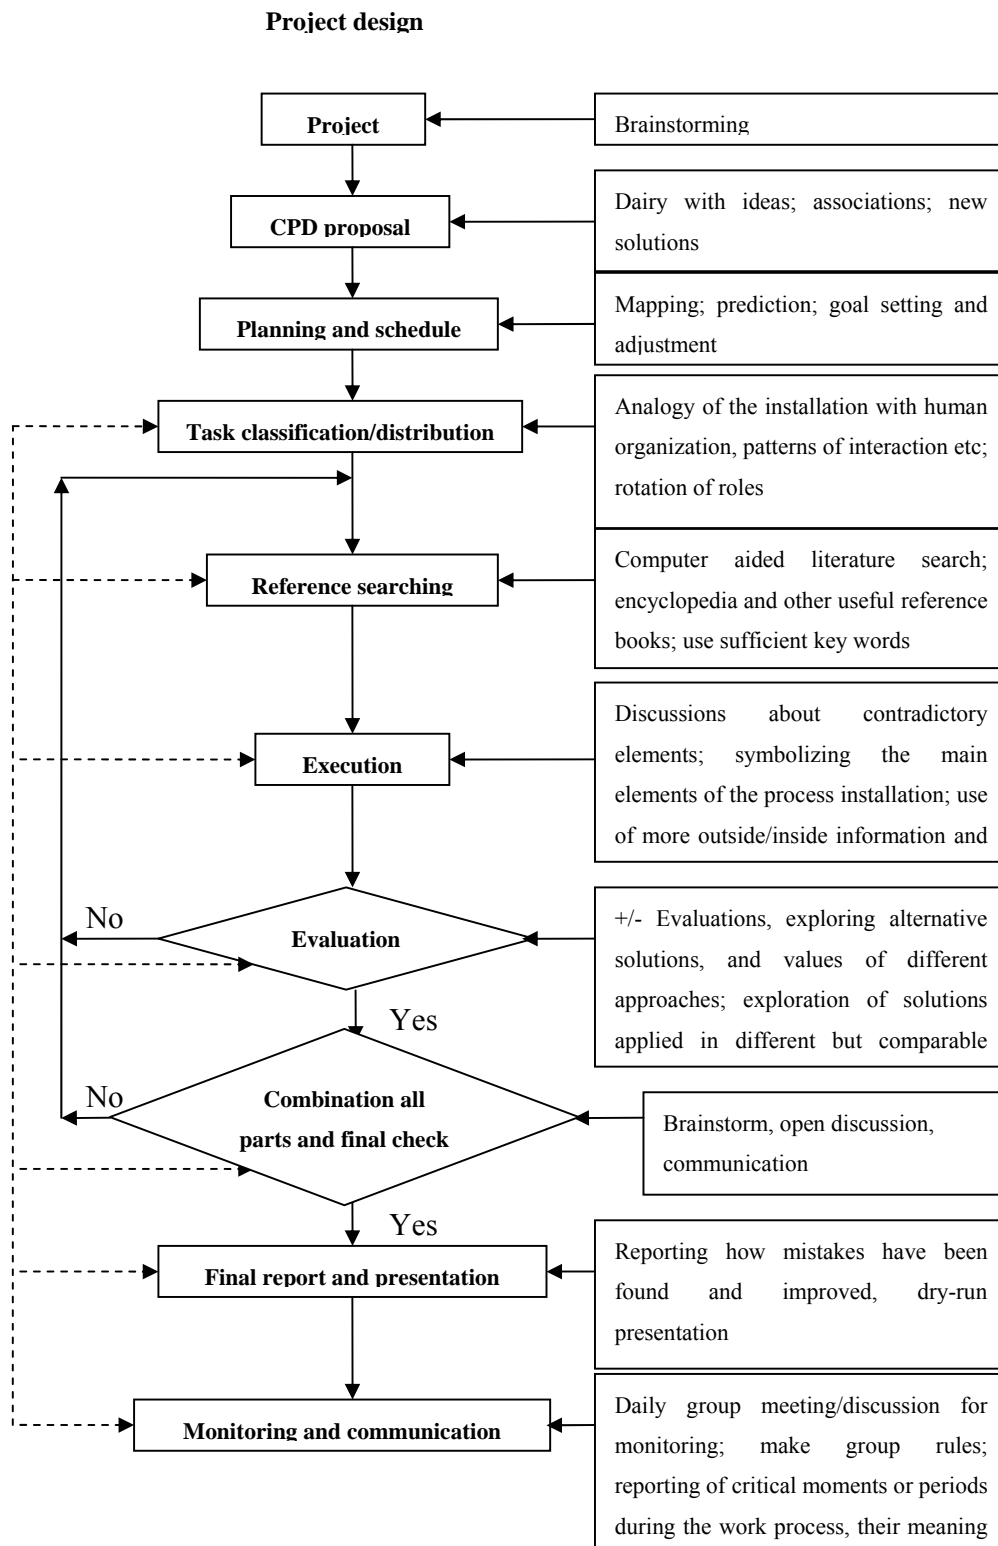 Project design
Project
Brainstorming
CPD proposal
Dairy with ideas; associations; new
solutions
Planning and schedule
Mapping; prediction; goal setting and
adjustment
Task classification/distribution
Analogy of the installation with human
organization, patterns of interaction etc;
rotation of roles
Reference searching
Computer aided literature search;
encyclopedia and other useful reference
books; use sufficient key words
Execution
Discussions about contradictory
elements; symbolizing the main
elements of the process installation; use
of more outside/inside information and
No
Evaluation
+/- Evaluations, exploring alternative
solutions, and values of different
approaches; exploration of solutions
applied in different but comparable
Yes
No
Combination all
parts and final check
Brainstorm, open discussion,
communication
Yes
Final report and presentation
Reporting how mistakes have been
found and improved, dry-run
presentation
Monitoring and communication
Daily group meeting/discussion for
monitoring; make group rules;
reporting of critical moments or periods
during the work process, their meaning